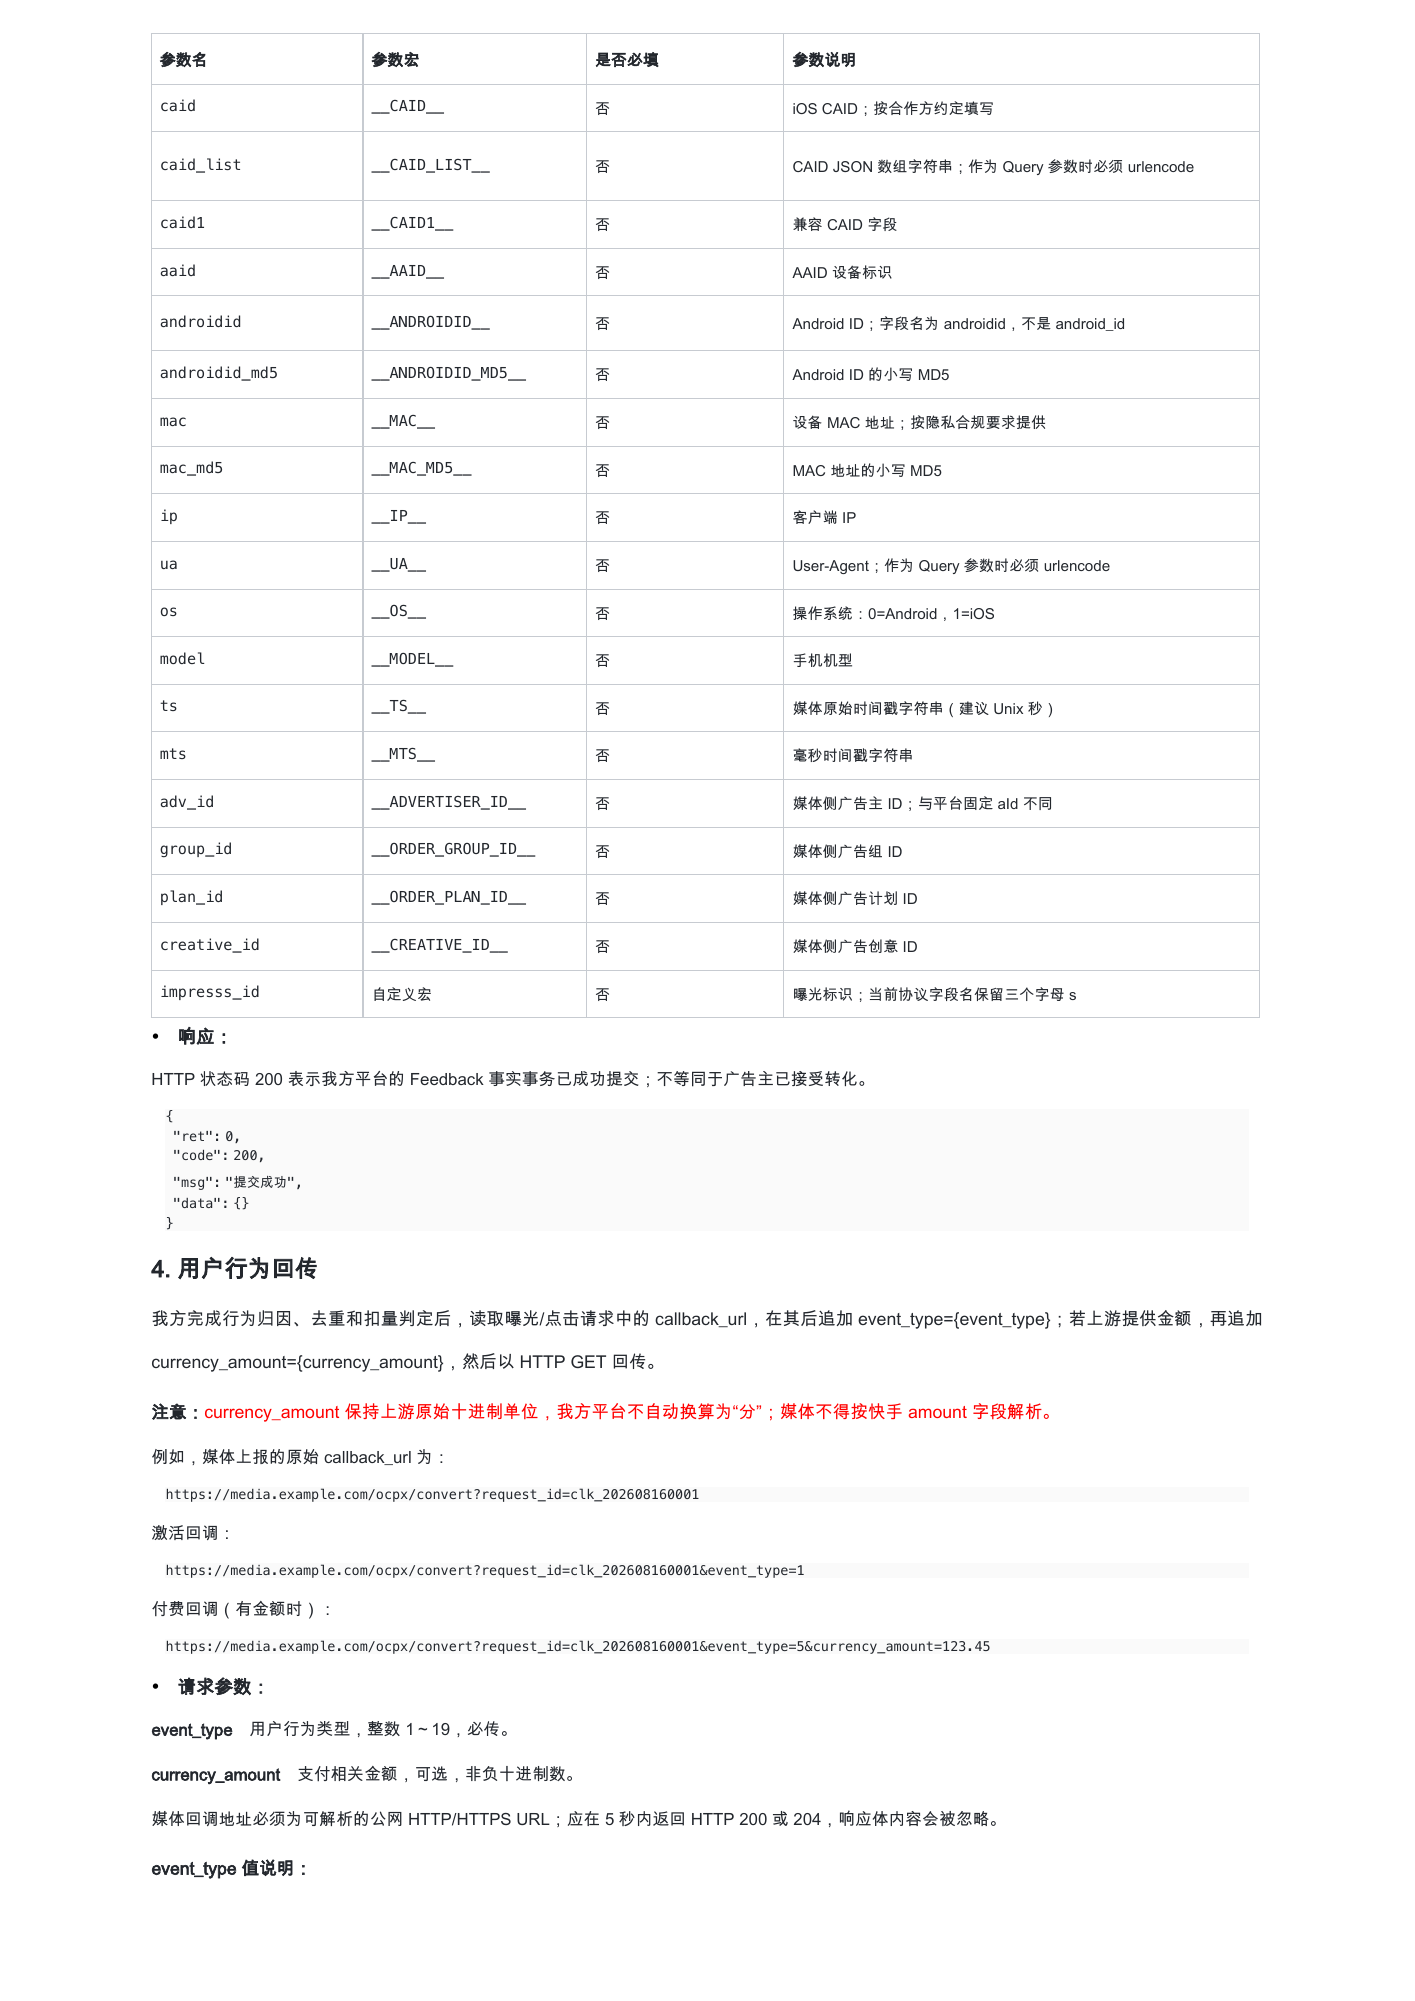 参数名 参数宏 是否必填 参数说明
caid __CAID__ 否 iOS CAID；按合作方约定填写
caid_list __CAID_LIST__ 否 CAID JSON 数组字符串；作为 Query 参数时必须 urlencode
caid1 __CAID1__ 否 兼容 CAID 字段
aaid __AAID__ 否 AAID 设备标识
androidid __ANDROIDID__ 否 Android ID；字段名为 androidid，不是 android_id
androidid_md5 __ANDROIDID_MD5__ 否 Android ID 的小写 MD5
mac __MAC__ 否 设备 MAC 地址；按隐私合规要求提供
mac_md5 __MAC_MD5__ 否 MAC 地址的小写 MD5
ip __IP__ 否 客户端 IP
ua __UA__ 否 User-Agent；作为 Query 参数时必须 urlencode
os __OS__ 否 操作系统：0=Android，1=iOS
model __MODEL__ 否 手机机型
ts __TS__ 否 媒体原始时间戳字符串（建议 Unix 秒）
mts __MTS__ 否 毫秒时间戳字符串
adv_id __ADVERTISER_ID__ 否 媒体侧广告主 ID；与平台固定 aId 不同
group_id __ORDER_GROUP_ID__ 否 媒体侧广告组 ID
plan_id __ORDER_PLAN_ID__ 否 媒体侧广告计划 ID
creative_id __CREATIVE_ID__ 否 媒体侧广告创意 ID
impresss_id 自定义宏 否 曝光标识；当前协议字段名保留三个字母 s
• 响应：
HTTP 状态码 200 表示我方平台的 Feedback 事实事务已成功提交；不等同于广告主已接受转化。
{
"ret": 0,
"code": 200,
"msg": "提交成功",
"data": {}
}
4. 用户行为回传
我方完成行为归因、去重和扣量判定后，读取曝光/点击请求中的 callback_url，在其后追加 event_type={event_type}；若上游提供金额，再追加
currency_amount={currency_amount}，然后以 HTTP GET 回传。
注意：currency_amount 保持上游原始十进制单位，我方平台不自动换算为“分”；媒体不得按快手 amount 字段解析。
例如，媒体上报的原始 callback_url 为：
https://media.example.com/ocpx/convert?request_id=clk_202608160001
激活回调：
https://media.example.com/ocpx/convert?request_id=clk_202608160001&event_type=1
付费回调（有金额时）：
https://media.example.com/ocpx/convert?request_id=clk_202608160001&event_type=5&currency_amount=123.45
• 请求参数：
event_type 用户行为类型，整数 1～19，必传。
currency_amount 支付相关金额，可选，非负十进制数。
媒体回调地址必须为可解析的公网 HTTP/HTTPS URL；应在 5 秒内返回 HTTP 200 或 204，响应体内容会被忽略。
event_type 值说明：